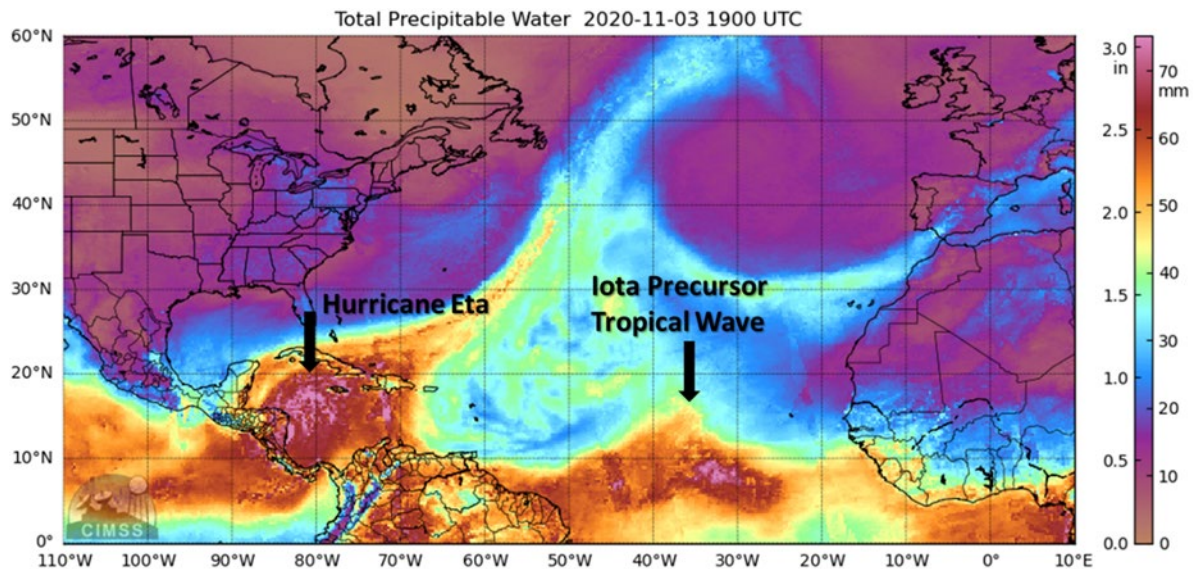 Total Precipitable Water 2020-11-03 1900 UTC
60°N
50°N
40°N
30°N
20°N
10°N
0°
Hurricane Eta
Iota Precursor
Tropical Wave
CIMSS
110°W 100°W 90°W 80°W 70°W 60°W 50°W 40°W 30°W 20°W 10°W 0° 10°E
3.0
in
2.5
2.0
1.5
1.0
0.5
0.0
70
mm
60
50
40
30
20
10
0